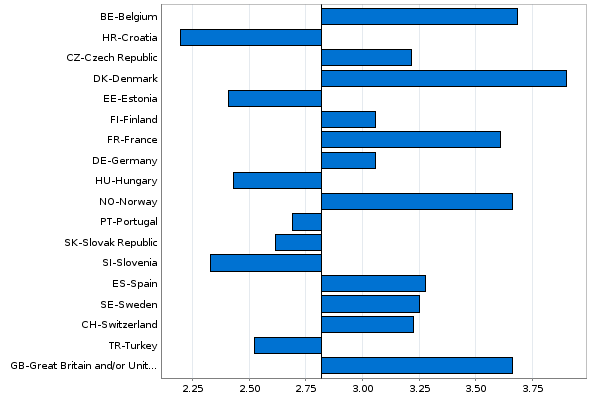 BE-Belgium
HR-Croatia
CZ-Czech Republic
DK-Denmark
EE-Estonia
FI-Finland
FR-France
DE-Germany
HU-Hungary
NO-Norway
PT-Portugal
SK-Slovak Republic
SI-Slovenia
ES-Spain
SE-Sweden
CH-Switzerland
TR-Turkey
GB-Great Britain and/or Unit...
2.25 2.50 2.75 3.00 3.25 3.50 3.75